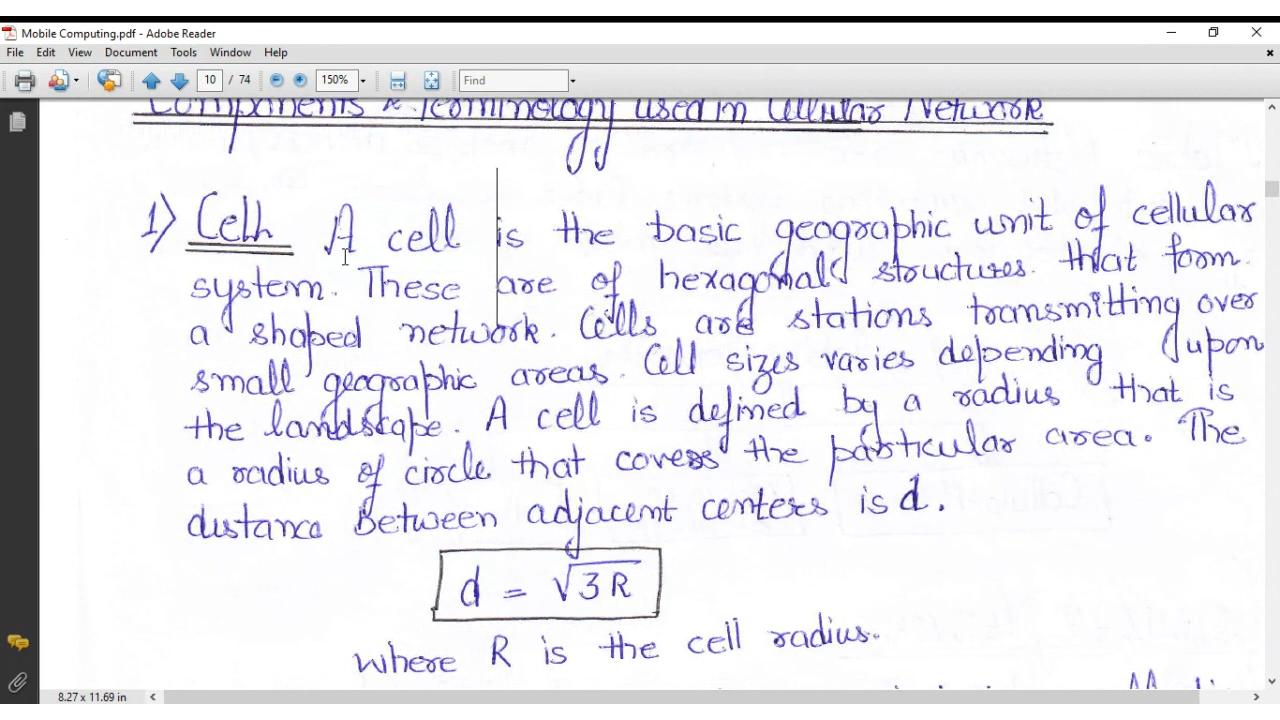 Mobile Computing.pdf - Adobe Reader
File Edit View Document Tools Window Help
10 / 74 150% Find
Components & Terminology used in Cellular Network
1) Cell: A cell is the basic geographic unit of cellular
system. These are of hexagonald structures. that form
a shaped network. Cells are stations transmitting over
small geographic areas. Cell sizes varies depending upon
the landscape. A cell is defined by a radius that is
a radius of circle that covers the particular area. The
distance Between adjacent centers is d.
d = √3R
where R is the cell radius.
8.27 x 11.69 in